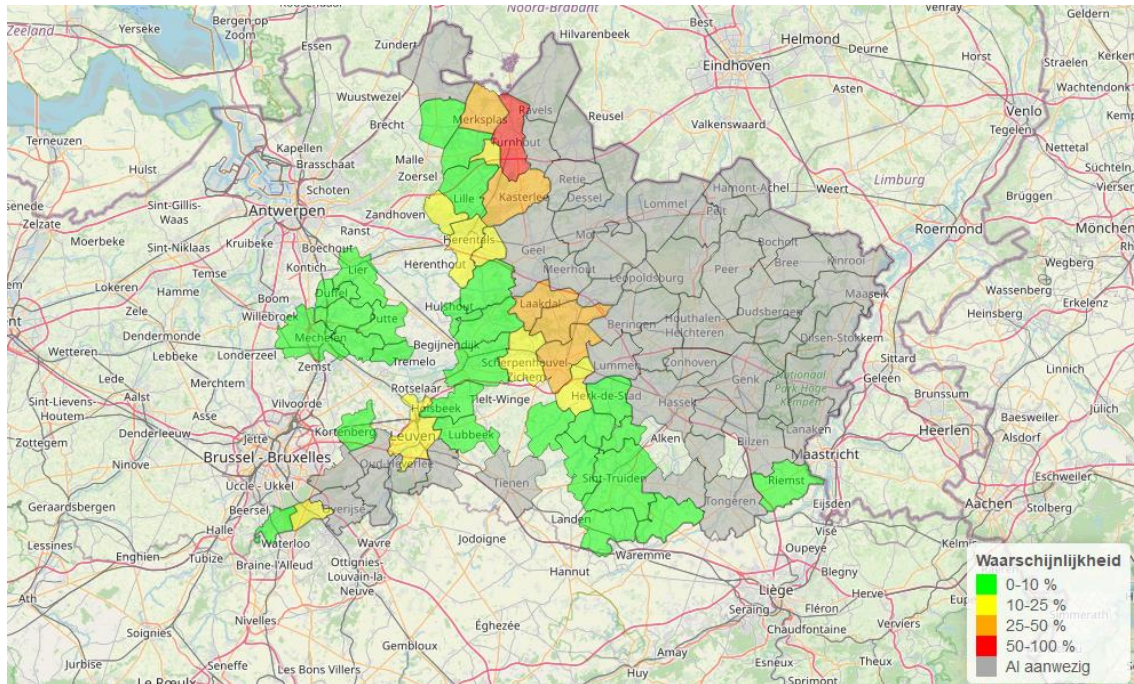 Noord-Brabant
Zeeland
Yerseke
Bergen op
Zoom
Roosendaal
Essen
Zundert
Hilvarenbeek
Best
Helmond
Deurne
Venray
Geldern
Horst
Straelen
Kerken
Wachtendonk
Eindhoven
Asten
Venlo
Tegelen
Nettetal
Süchteln
Brüggen
Viersen
Terneuzen
Hulst
Kapellen
Brasschaat
Schoten
Wuustwezel
Brecht
Malle
Zoersel
Merksplas
Ravels
Turnhout
Reusel
Valkenswaard
Weert
Limburg
Roermond
Mönchen
Wegberg
Erkelenz
Wassenberg
Heinsberg
Zelzate
Sint-Gillis-
Waas
Moerbeke
Sint-Niklaas
Beveren
Kruibeke
Antwerpen
Zandhoven
Ranst
Boechout
Kontich
Lille
Kasterlee
Retie
Dessel
Lommel
Hamont-Achel
Pelt
Mol
Geel
Herentals
Herenthout
Meerhout
Leopoldsburg
Peer
Bocholt
Bree
Kinrooi
Maaseik
Lokeren
Hamme
Temse
Zele
Dendermonde
Boom
Willebroek
Lier
Duffel
Putte
Mechelen
Hulshout
Laakdal
Beringen
Houthalen-
Helchteren
Oudsbergen
Dilsen-Stokkem
Sittard
Geleen
Wetteren
Lebbeke
Londerzeel
Zemst
Tremelo
Begijnendijk
Scherpenheuvel-
Zichem
Lummen
Zonhoven
Genk
Nationaal
Park Hoge
Kempen
Brunssum
Linnich
Jülich
Lede
Merchtem
Aalst
Asse
Vilvoorde
Rotselaar
Tielt-Winge
Holsbeek
Lubbeek
Herk-de-Stad
Hasselt
Alken
Bilzen
Lanaken
Maastricht
Heerlen
Baesweiler
Alsdorf
Sint-Lievens-
Houtem
Zottegem
Denderleeuw
Ninove
Jette
Brussel - Bruxelles
Kortenberg
Leuven
Oud-Heverlee
Tienen
Sint-Truiden
Tongeren
Riemst
Eijsden
Aachen
Eschweiler
Stolberg
Geraardsbergen
Uccle - Ukkel
Beersel
Halle
Overijse
Waterloo
Wavre
Jodoigne
Landen
Waremme
Visé
Oupeye
Lessines
Enghien
Tubize
Braine-l'Alleud
Ottignies-
Louvain-la-
Neuve
Hannut
Blegny
Herve
Liège
Seraing
Fléron
Verviers
Chaudfontaine
Ath
Nivelles
Soignies
Gembloux
Éghezée
Jurbise
Seneffe
Les Bons Villers
Le Rœulx
Amay
Huy
Esneux
Theux
Sprimont
Waarschijnlijkheid
0-10 %
10-25 %
25-50 %
50-100 %
Al aanwezig